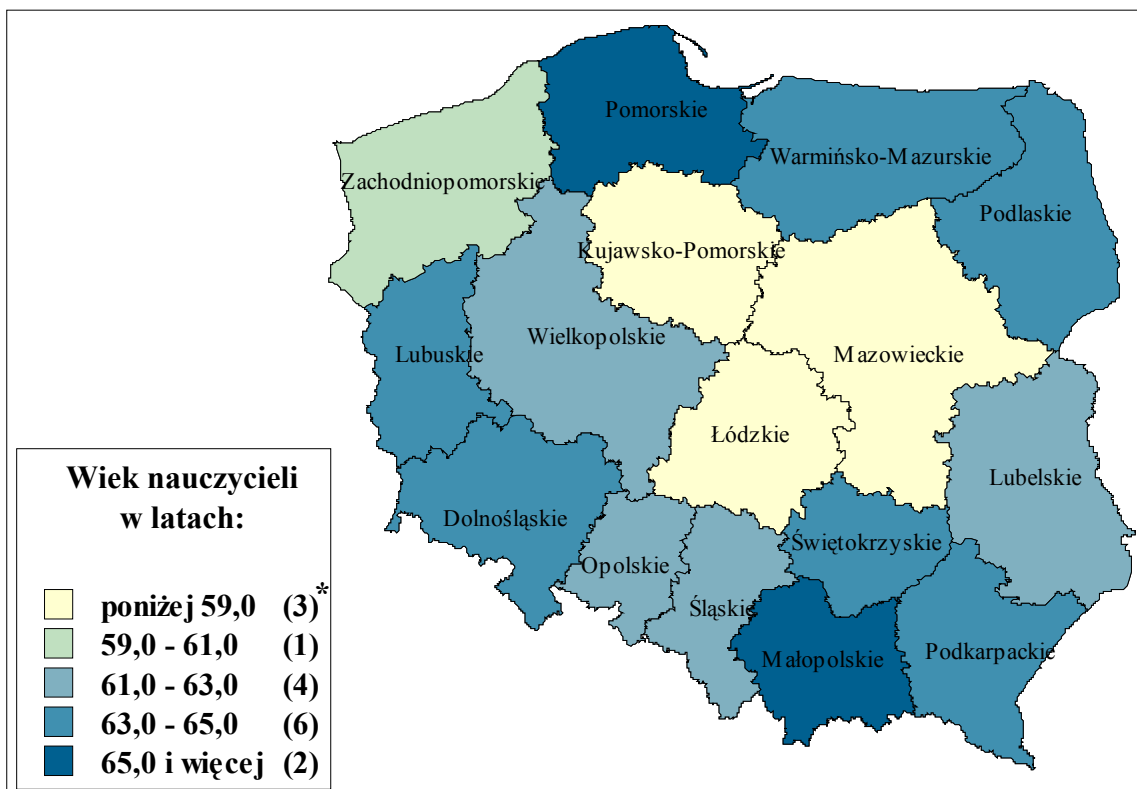 Pomorskie
Warmińsko-Mazurskie
Zachodniopomorskie
Podlaskie
Kujawsko-Pomorskie
Wielkopolskie
Lubuskie
Mazowieckie
Łódzkie
Lubelskie
Dolnośląskie
Świętokrzyskie
Opolskie
Śląskie
Małopolskie
Podkarpackie
Wiek nauczycieli
w latach:
poniżej 59,0 (3)*
59,0 - 61,0 (1)
61,0 - 63,0 (4)
63,0 - 65,0 (6)
65,0 i więcej (2)